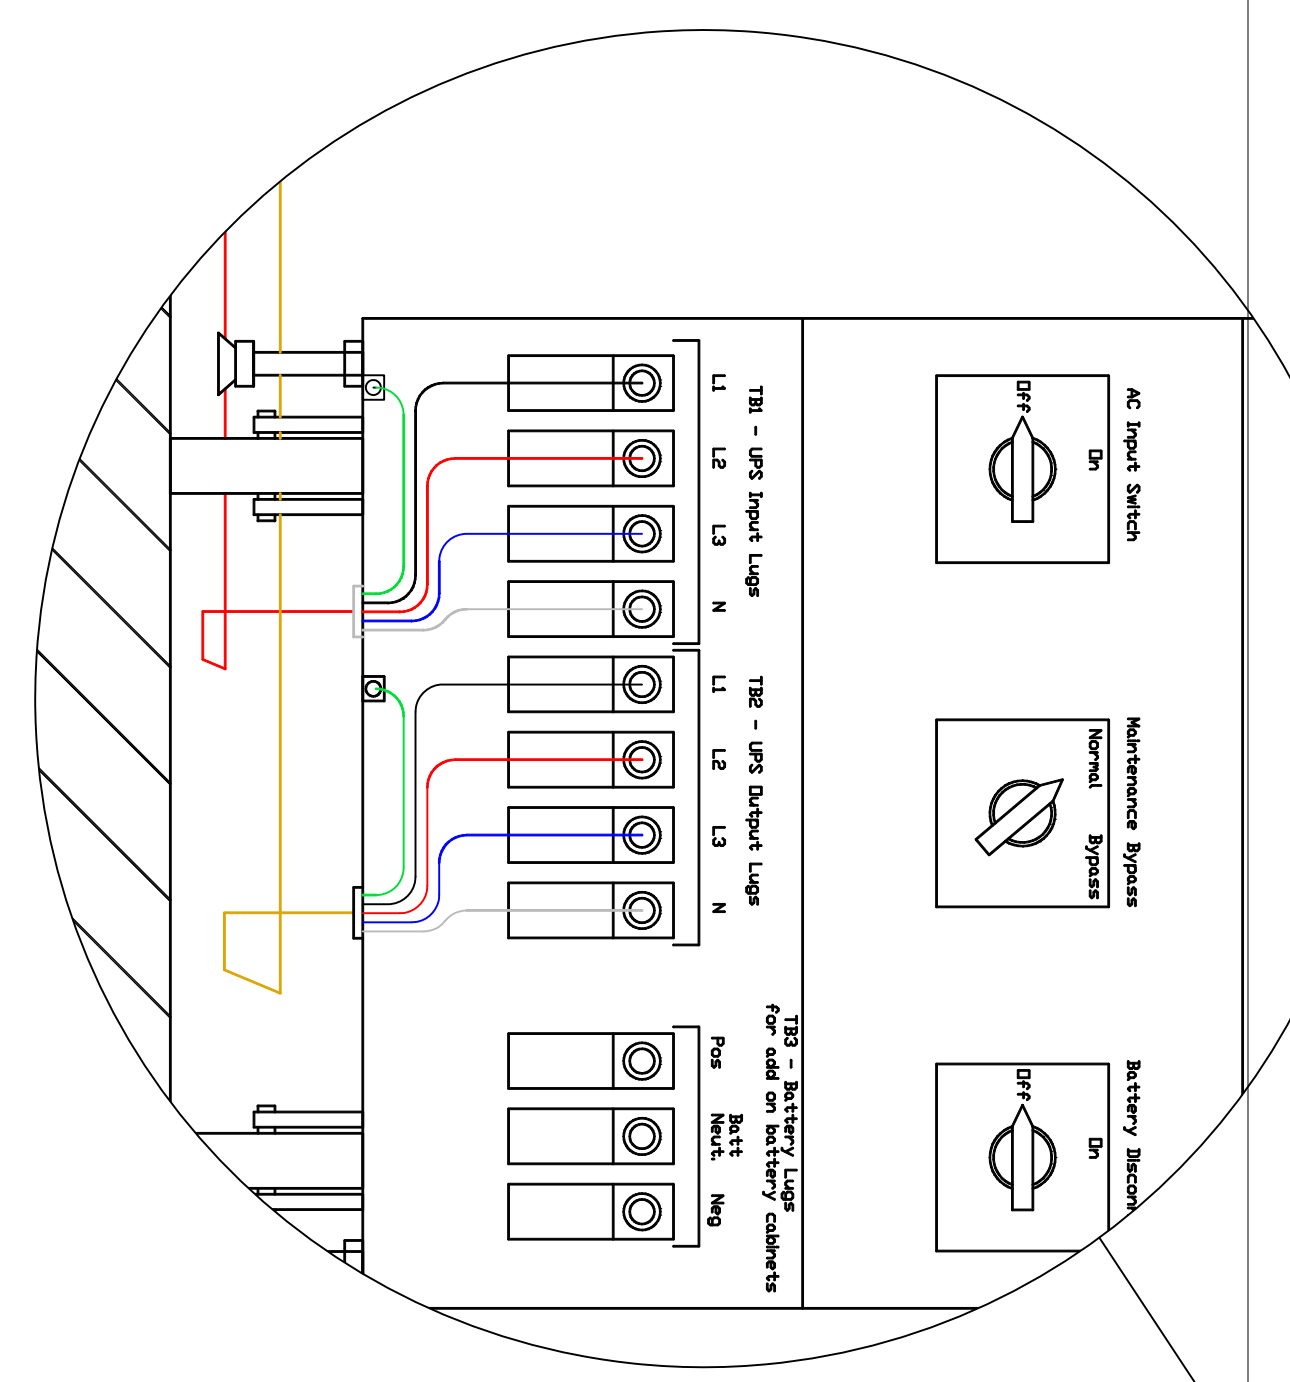 AC Input Switch
On
Off
Maintenance Bypass
Normal Bypass
Battery
On
Off
TB1 - UPS Input Lugs
L1
L2
L3
N
TB2 - UPS Output Lugs
L1
L2
L3
N
TB3 - Battery Lugs
for add on battery cabinets
Pos
Batt
Neut.
Neg